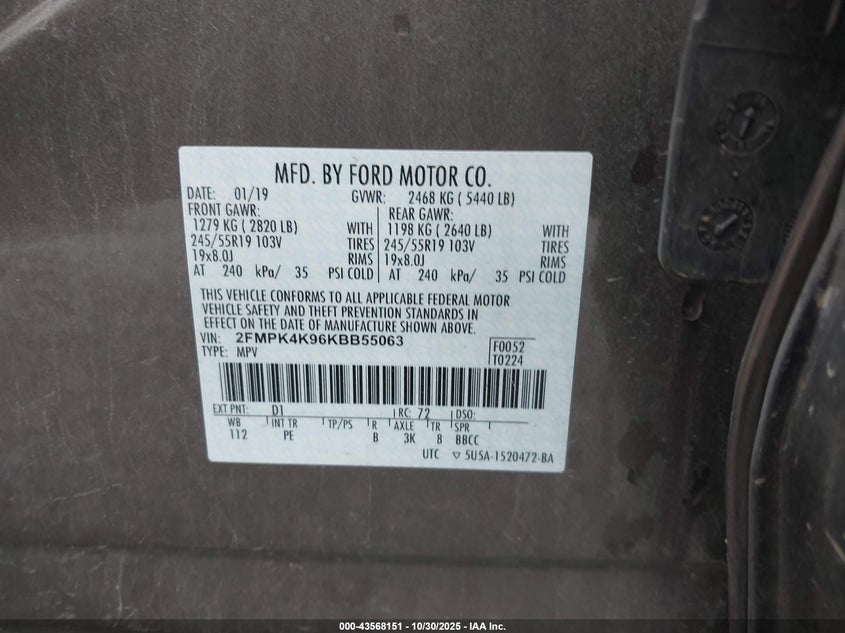 MFD. BY FORD MOTOR CO.
DATE: 01/19 GVWR: 2468 KG ( 5440 LB)
FRONT GAWR: REAR GAWR:
1279 KG ( 2820 LB) WITH 1198 KG ( 2640 LB) WITH
245/55R19 103V TIRES 245/55R19 103V TIRES
19x8.0J RIMS 19x8.0J RIMS
AT 240 kPa/ 35 PSI COLD AT 240 kPa/ 35 PSI COLD
THIS VEHICLE CONFORMS TO ALL APPLICABLE FEDERAL MOTOR
VEHICLE SAFETY AND THEFT PREVENTION STANDARDS IN
EFFECT ON THE DATE OF MANUFACTURE SHOWN ABOVE.
VIN: 2FMPK4K96KBB55063 F0052
TYPE: MPV T0224
EXT PNT: D1 RC: 72 DSO:
WB INT TR TP/PS R AXLE TR SPR
112 PE B 3K 8 BBCC
UTC ▽ 5U5A-1520472-BA
000-43568151 | 10/30/2025 - IAA Inc.